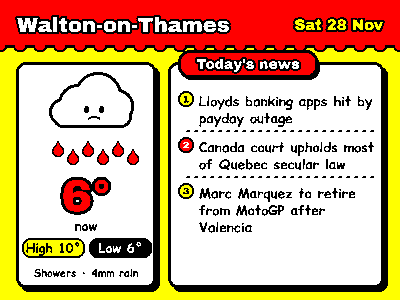 Walton-on-Thames
Sat 28 Nov
Today's news
6°
now
High 10°
Low 6°
Showers · 4mm rain
1 Lloyds banking apps hit by
payday outage
2 Canada court upholds most
of Quebec secular law
3 Marc Marquez to retire
from MotoGP after
Valencia